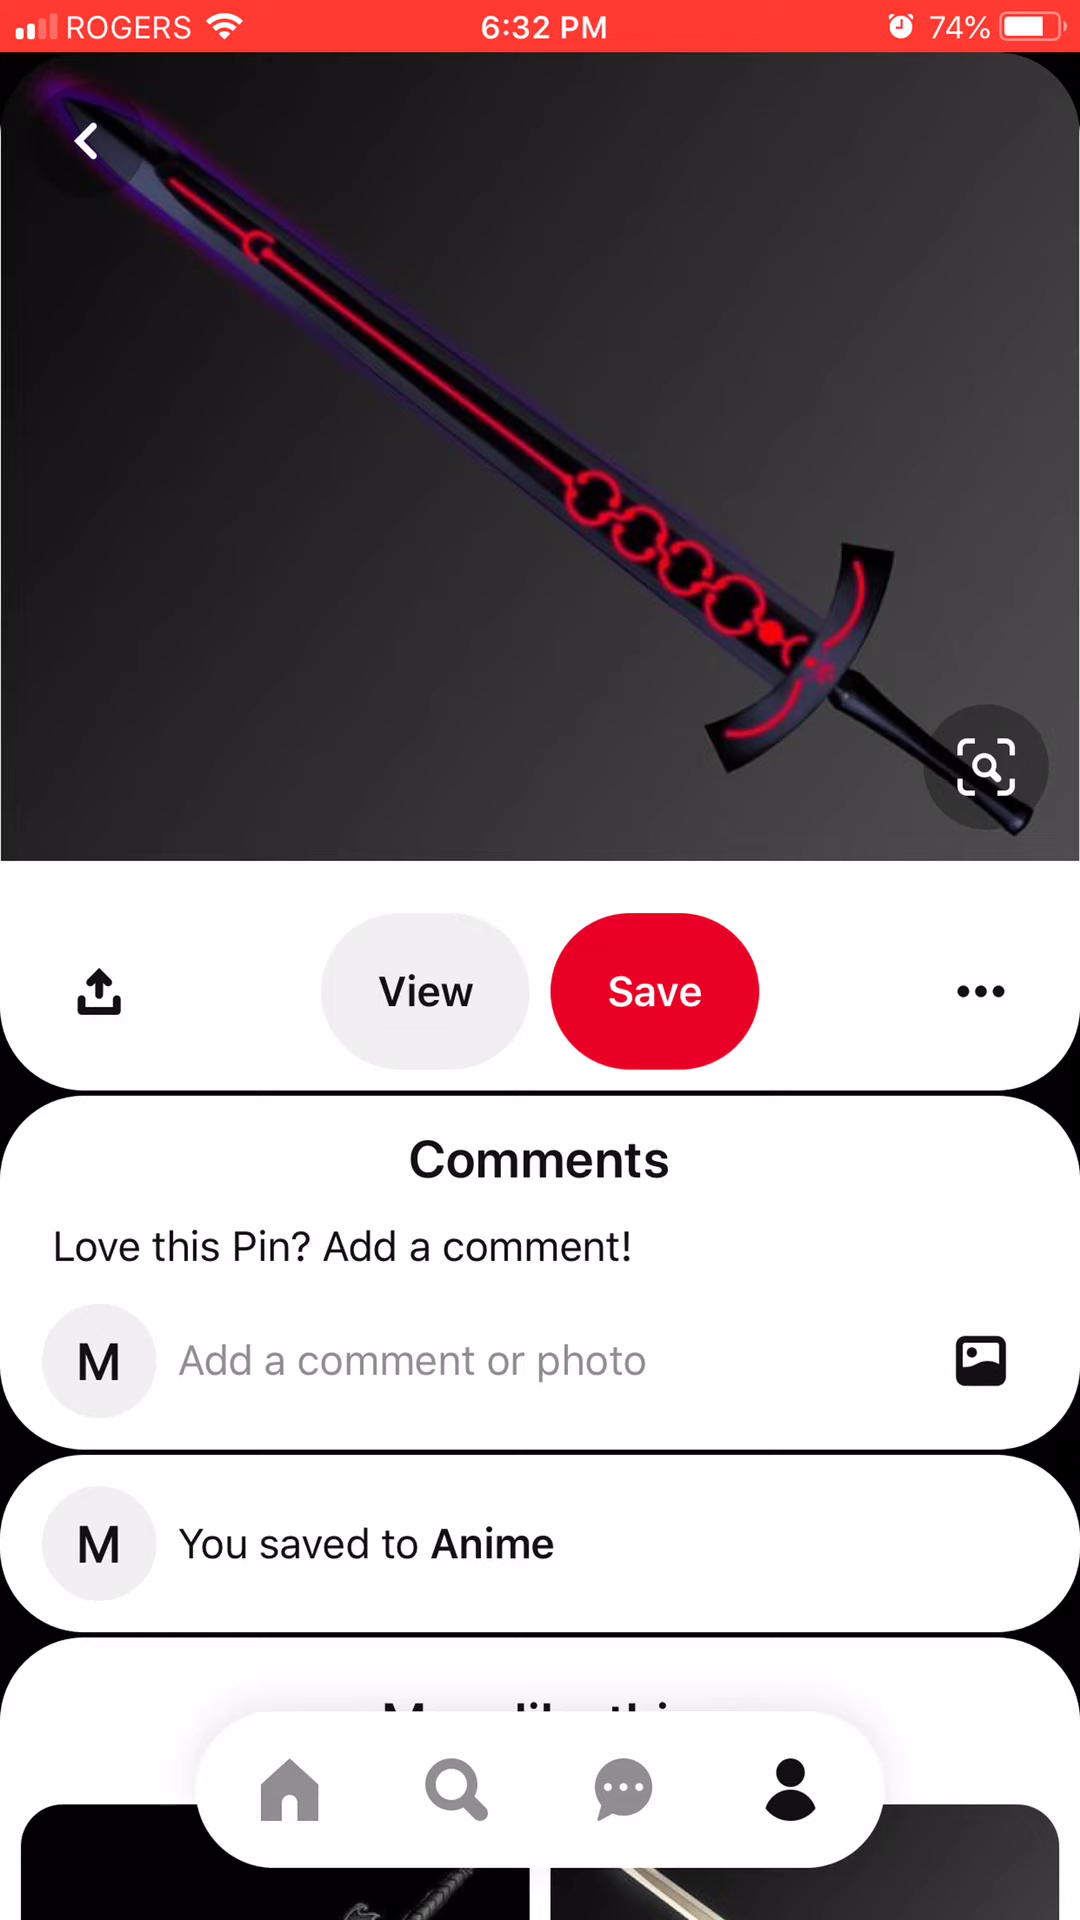 ROGERS 6:32 PM 74%
View
Save
Comments
Love this Pin? Add a comment!
M
Add a comment or photo
M
You saved to Anime